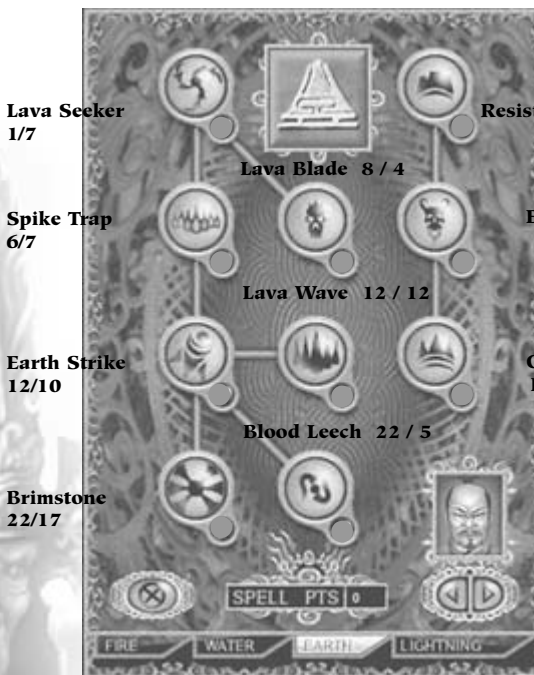 Lava Seeker
1/7
Resist
Lava Blade 8 / 4
Spike Trap
6/7
Lava Wave 12 / 12
Earth Strike
12/10
Blood Leech 22 / 5
Brimstone
22/17
SPELL PTS 0
FIRE WATER EARTH LIGHTNING